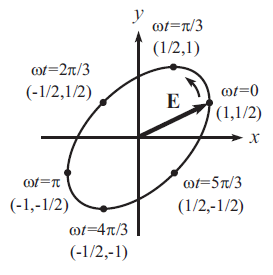 y
ωt=π/3
(1/2,1)
ωt=2π/3
(-1/2,1/2)
E
ωt=0
(1,1/2)
x
ωt=π
(-1,-1/2)
ωt=5π/3
(1/2,-1/2)
ωt=4π/3
(-1/2,-1)